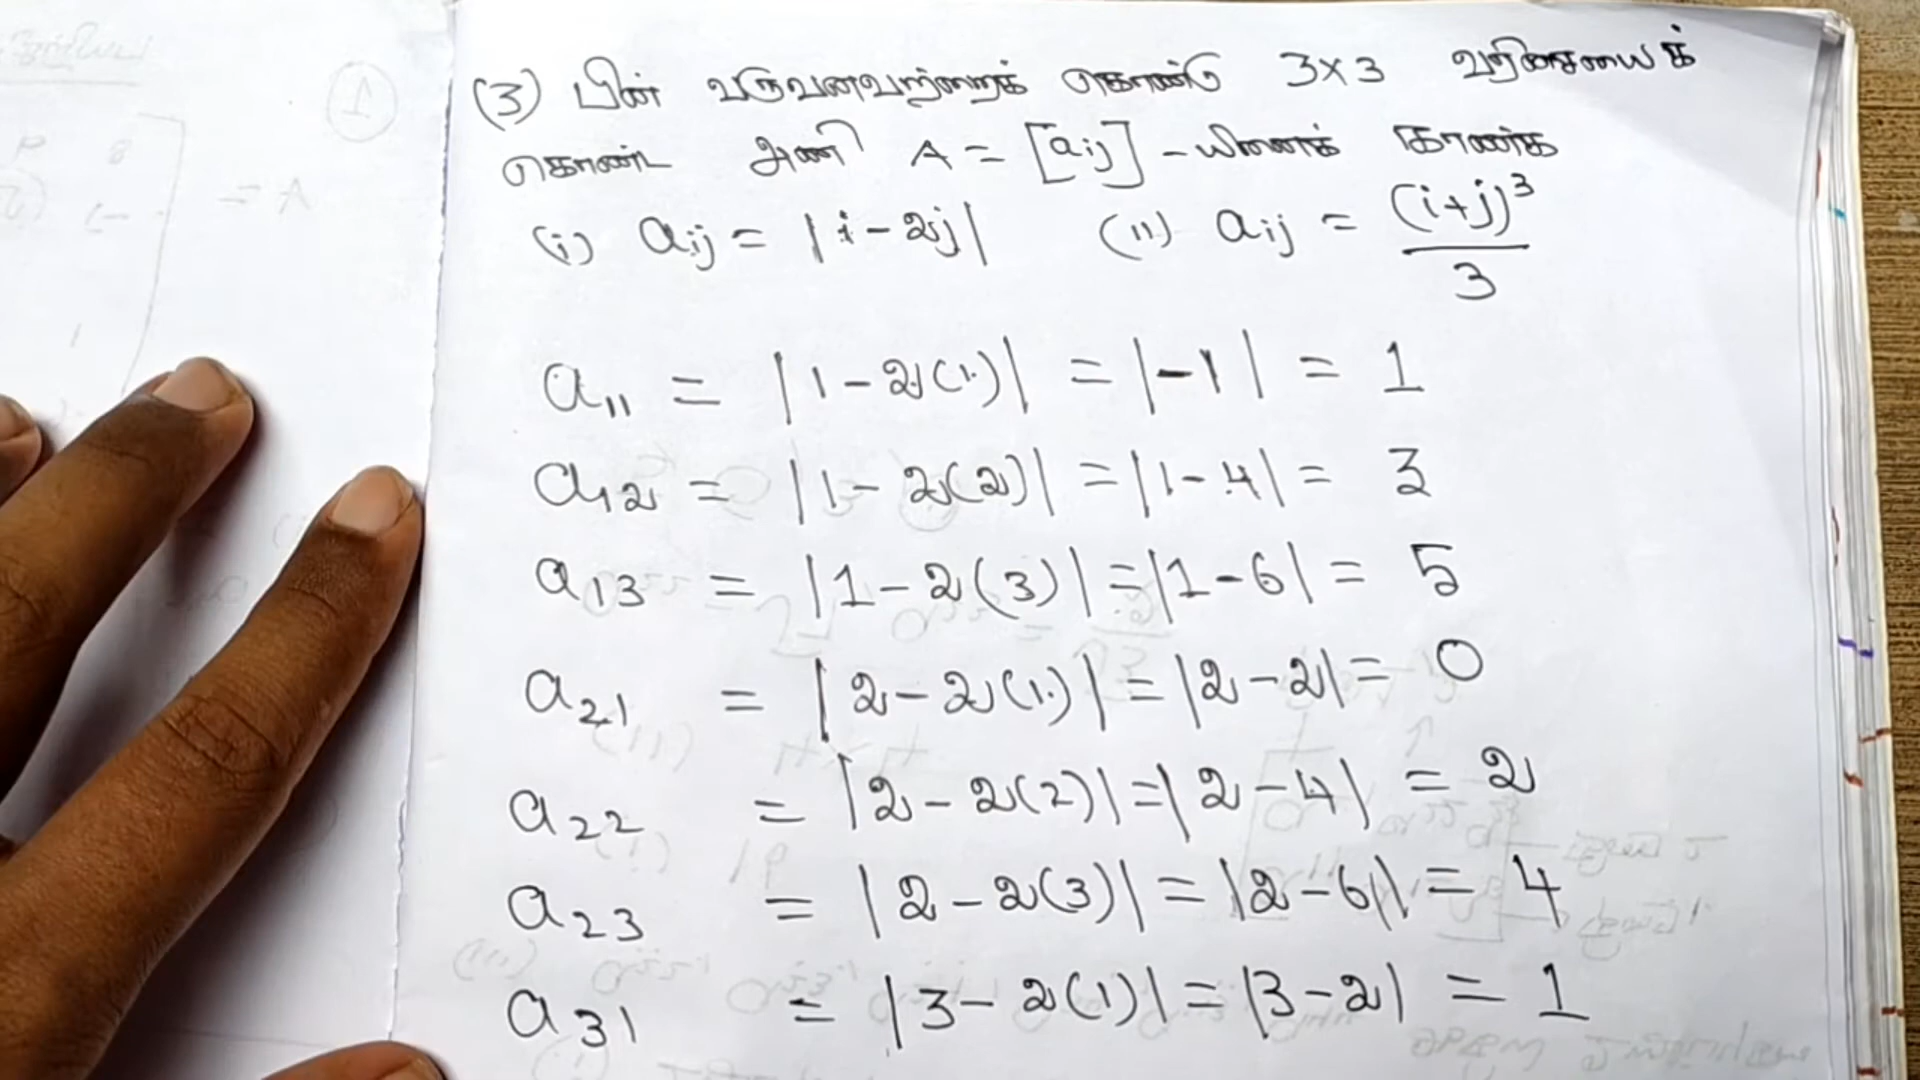 (3) பின் வருவனவற்றைக் கொண்டு 3×3 வரிசையைக்
கொண்ட அணி A = [aij] -யினைக் காண்க
(i) aij = |i - 2j| (ii) aij = (i+j)³/3
a11 = |1 - 2(1)| = |-1| = 1
a12 = |1 - 2(2)| = |1 - 4| = 3
a13 = |1 - 2(3)| = |1 - 6| = 5
a21 = |2 - 2(1)| = |2 - 2| = 0
a22 = |2 - 2(2)| = |2 - 4| = 2
a23 = |2 - 2(3)| = |2 - 6| = 4
a31 = |3 - 2(1)| = |3 - 2| = 1